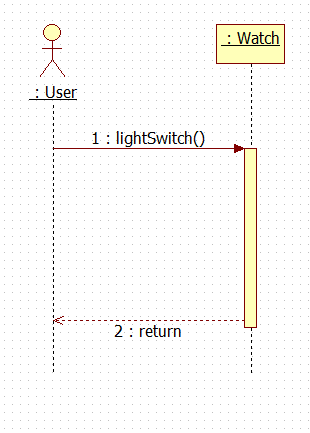 : Watch
: User
1 : lightSwitch()
2 : return